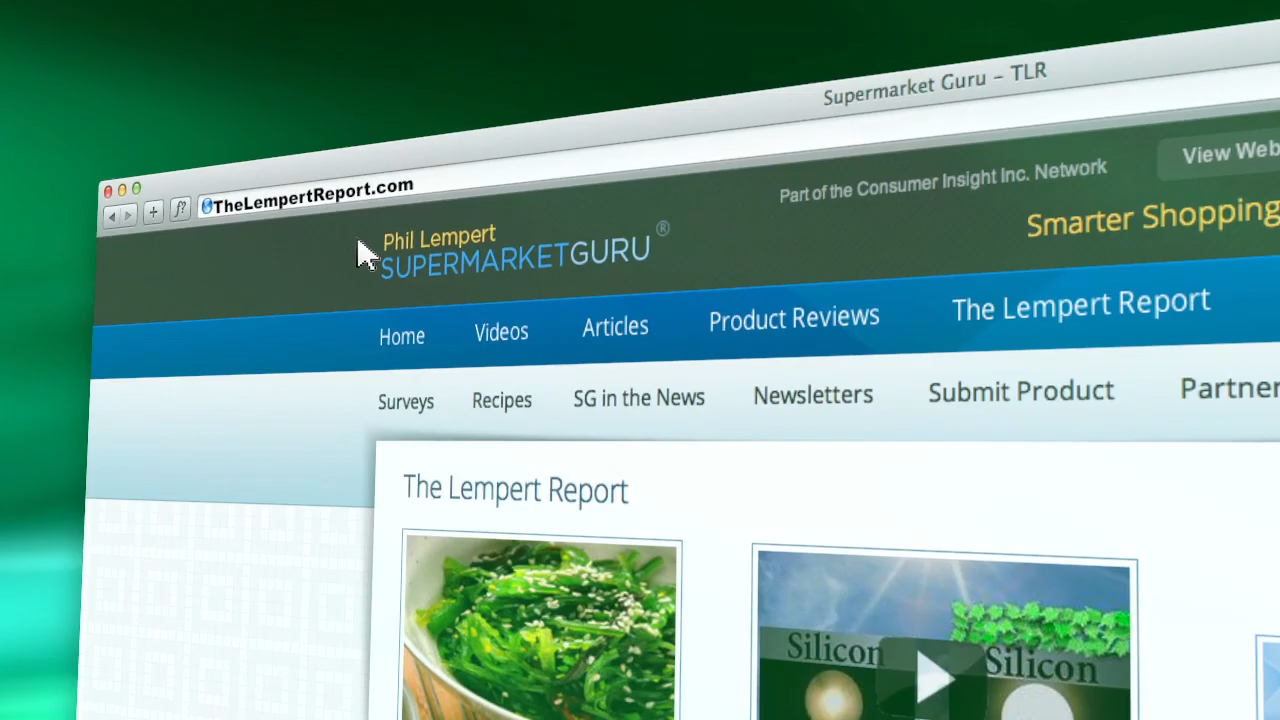 Supermarket Guru – TLR
TheLempertReport.com
Part of the Consumer Insight Inc. Network
View Web
Phil Lempert
SUPERMARKETGURU®
Smarter Shopping
Home Videos Articles Product Reviews The Lempert Report
Surveys Recipes SG in the News Newsletters Submit Product Partner
The Lempert Report
Silicon Silicon